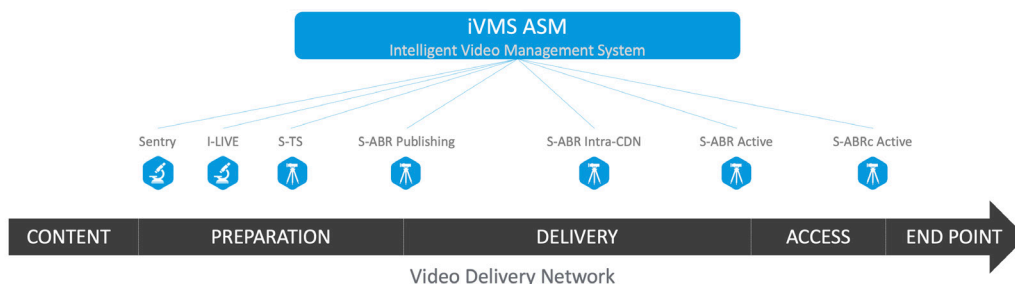 iVMS ASM
Intelligent Video Management System
Sentry I-LIVE S-TS S-ABR Publishing S-ABR Intra-CDN S-ABR Active S-ABRc Active
CONTENT PREPARATION DELIVERY ACCESS END POINT
Video Delivery Network